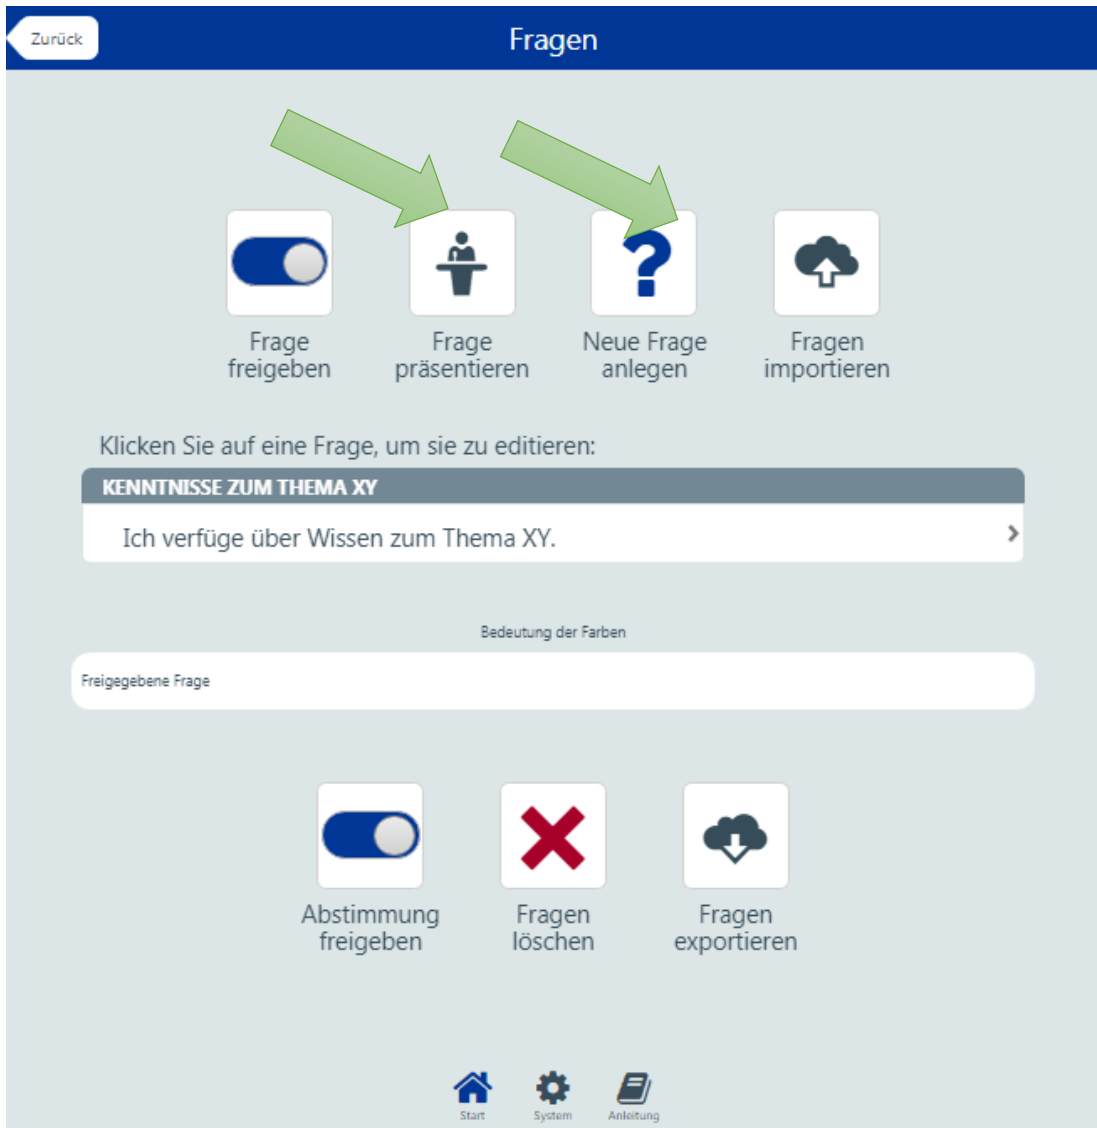 Zurück
Fragen
Frage
freigeben
Frage
präsentieren
Neue Frage
anlegen
Fragen
importieren
Klicken Sie auf eine Frage, um sie zu editieren:
KENNTNISSE ZUM THEMA XY
Ich verfüge über Wissen zum Thema XY.
Bedeutung der Farben
Freigegebene Frage
Abstimmung
freigeben
Fragen
löschen
Fragen
exportieren
Start
System
Anleitung